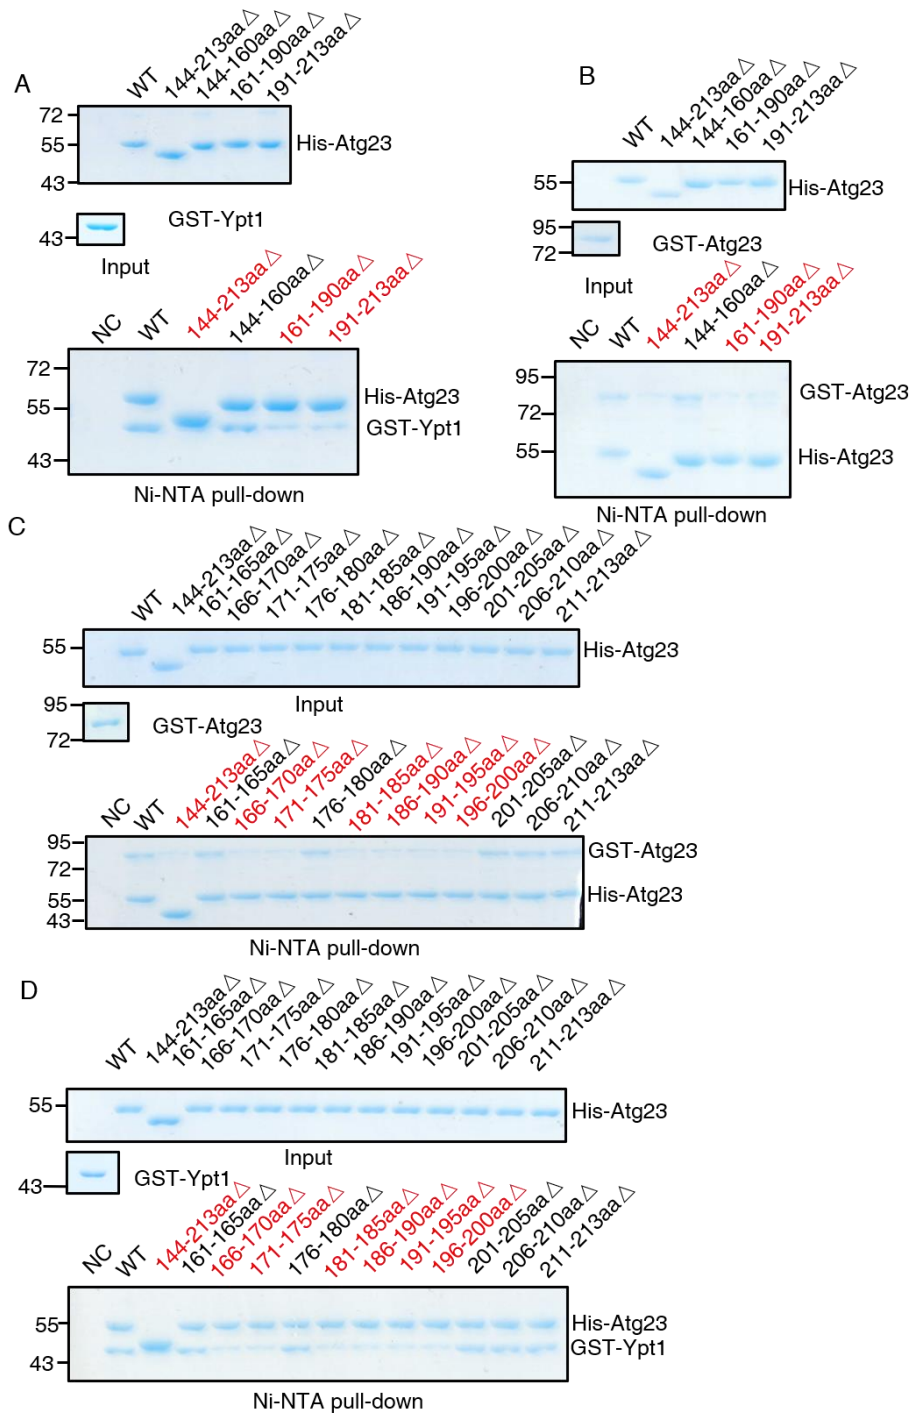 A
WT
144-213aa△
144-160aa△
161-190aa△
191-213aa△
72
55
43
His-Atg23
43
GST-Ypt1
Input
NC
WT
144-213aa△
144-160aa△
161-190aa△
191-213aa△
72
55
43
His-Atg23
GST-Ypt1
Ni-NTA pull-down
B
WT
144-213aa△
144-160aa△
161-190aa△
191-213aa△
55
His-Atg23
95
72
GST-Atg23
Input
NC
WT
144-213aa△
144-160aa△
161-190aa△
191-213aa△
95
72
55
GST-Atg23
His-Atg23
Ni-NTA pull-down
C
WT
144-213aa△
161-165aa△
166-170aa△
171-175aa△
176-180aa△
181-185aa△
186-190aa△
191-195aa△
196-200aa△
201-205aa△
206-210aa△
211-213aa△
55
His-Atg23
Input
95
72
GST-Atg23
NC
WT
144-213aa△
161-165aa△
166-170aa△
171-175aa△
176-180aa△
181-185aa△
186-190aa△
191-195aa△
196-200aa△
201-205aa△
206-210aa△
211-213aa△
95
72
55
43
GST-Atg23
His-Atg23
Ni-NTA pull-down
D
WT
144-213aa△
161-165aa△
166-170aa△
171-175aa△
176-180aa△
181-185aa△
186-190aa△
191-195aa△
196-200aa△
201-205aa△
206-210aa△
211-213aa△
55
His-Atg23
Input
43
GST-Ypt1
NC
WT
144-213aa△
161-165aa△
166-170aa△
171-175aa△
176-180aa△
181-185aa△
186-190aa△
191-195aa△
196-200aa△
201-205aa△
206-210aa△
211-213aa△
55
43
His-Atg23
GST-Ypt1
Ni-NTA pull-down